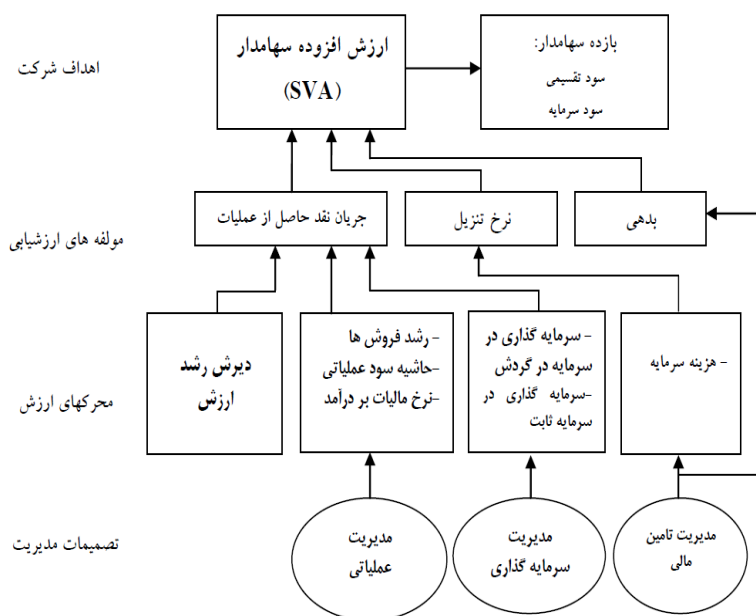 اهداف شرکت
ارزش افزوده سهامدار
(SVA)
بازده سهامدار:
سود تقسیمی
سود سرمایه
مولفه های ارزشیابی
جریان نقد حاصل از عملیات
نرخ تنزیل
بدهی
محرکهای ارزش
دیرش رشد
ارزش
- رشد فروش ها
-حاشیه سود عملیاتی
-نرخ مالیات بر درآمد
- سرمایه گذاری در
سرمایه در گردش
-سرمایه گذاری در
سرمایه ثابت
- هزینه سرمایه
تصمیمات مدیریت
مدیریت
عملیاتی
مدیریت
سرمایه گذاری
مدیریت تامین
مالی